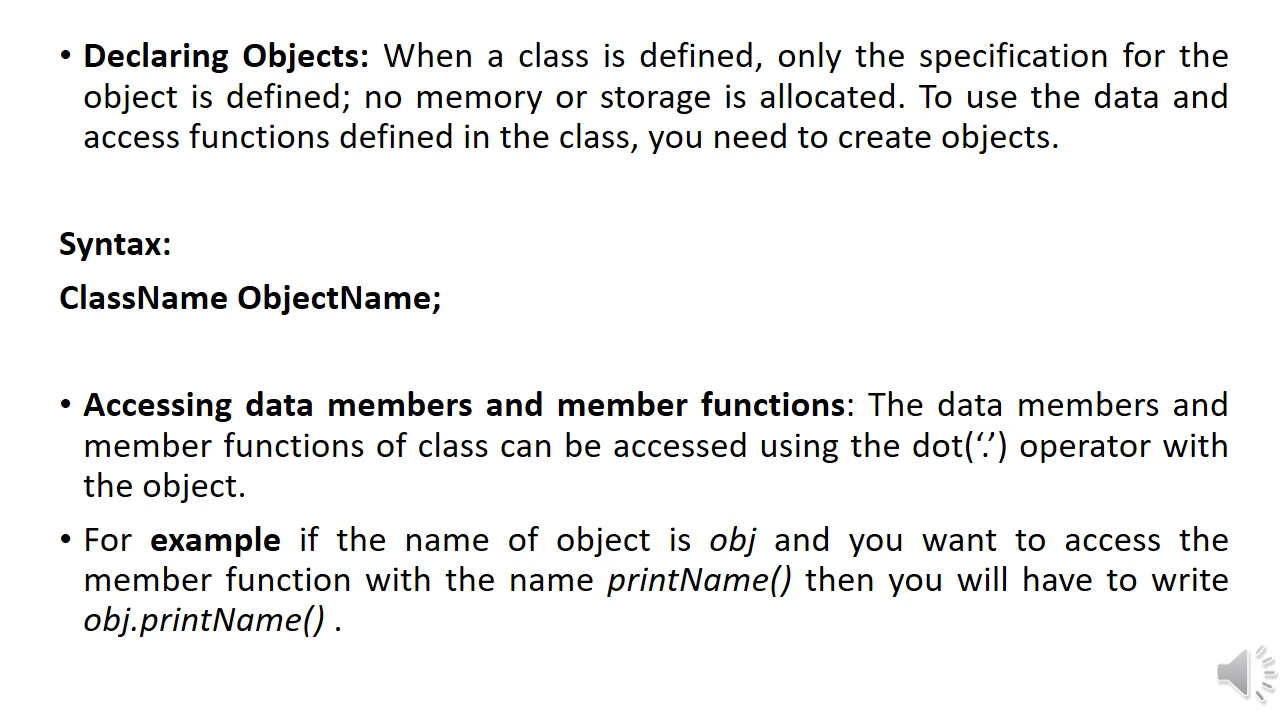 • Declaring Objects: When a class is defined, only the specification for the
object is defined; no memory or storage is allocated. To use the data and
access functions defined in the class, you need to create objects.
Syntax:
ClassName ObjectName;
• Accessing data members and member functions: The data members and
member functions of class can be accessed using the dot(‘.’) operator with
the object.
• For example if the name of object is obj and you want to access the
member function with the name printName() then you will have to write
obj.printName() .